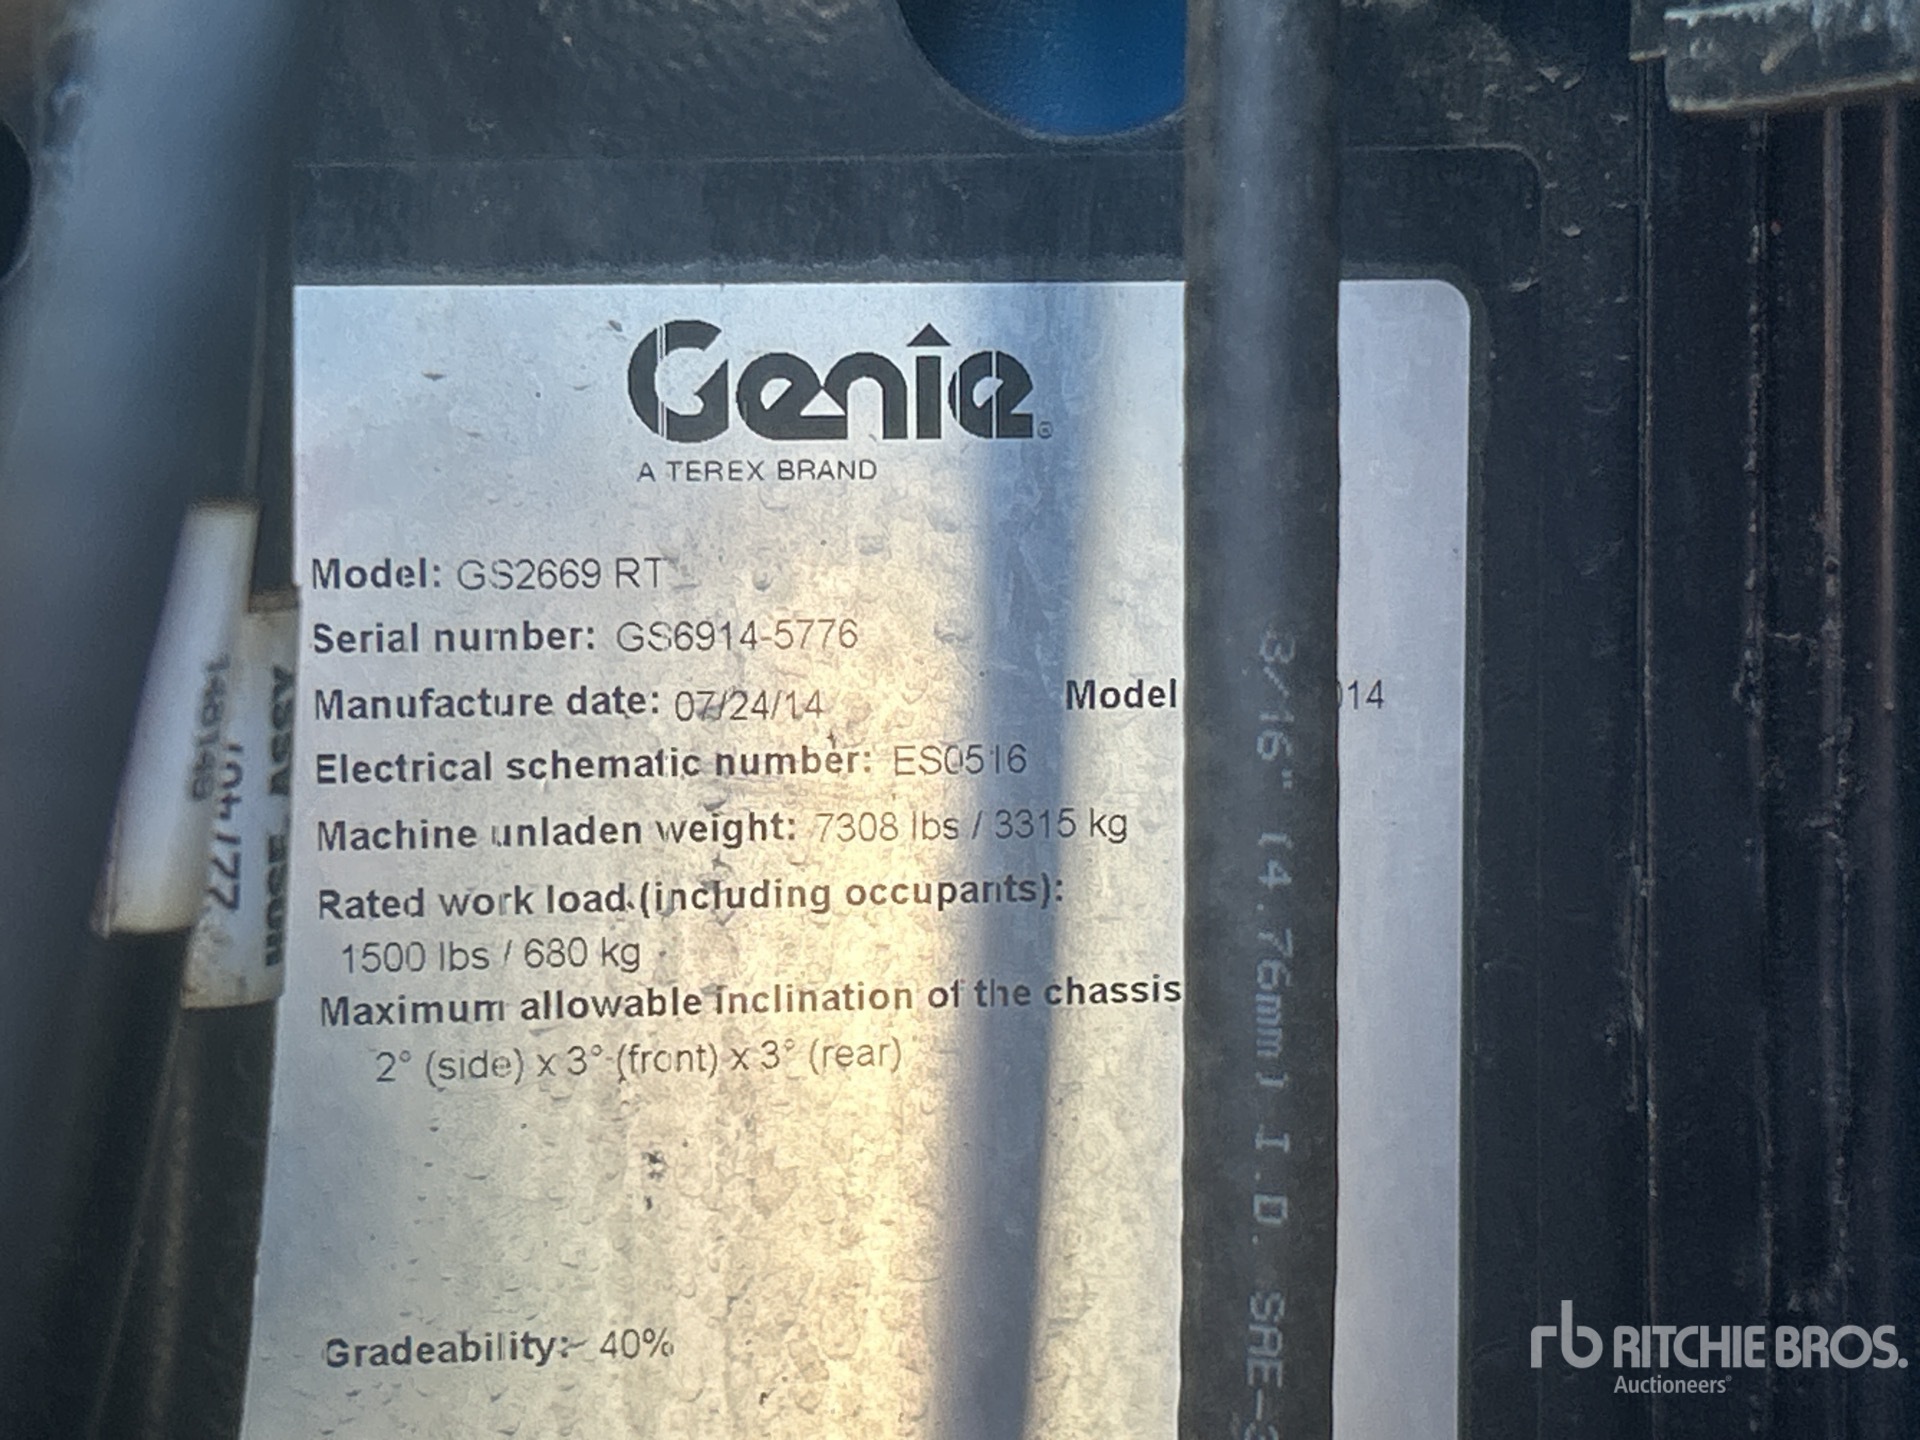 Genie®
A TEREX BRAND
Model: GS2669 RT
Serial number: GS6914-5776
Manufacture date: 07/24/14 Model 014
Electrical schematic number: ES0516
Machine unladen weight: 7308 lbs / 3315 kg
Rated work load (including occupants):
1500 lbs / 680 kg
Maximum allowable inclination of the chassis
2° (side) x 3° (front) x 3° (rear)
Gradeability: 40%
3/16" (4.76mm) I.D. SAE-
HOSE ASSY
rb RITCHIE BROS.
Auctioneers®